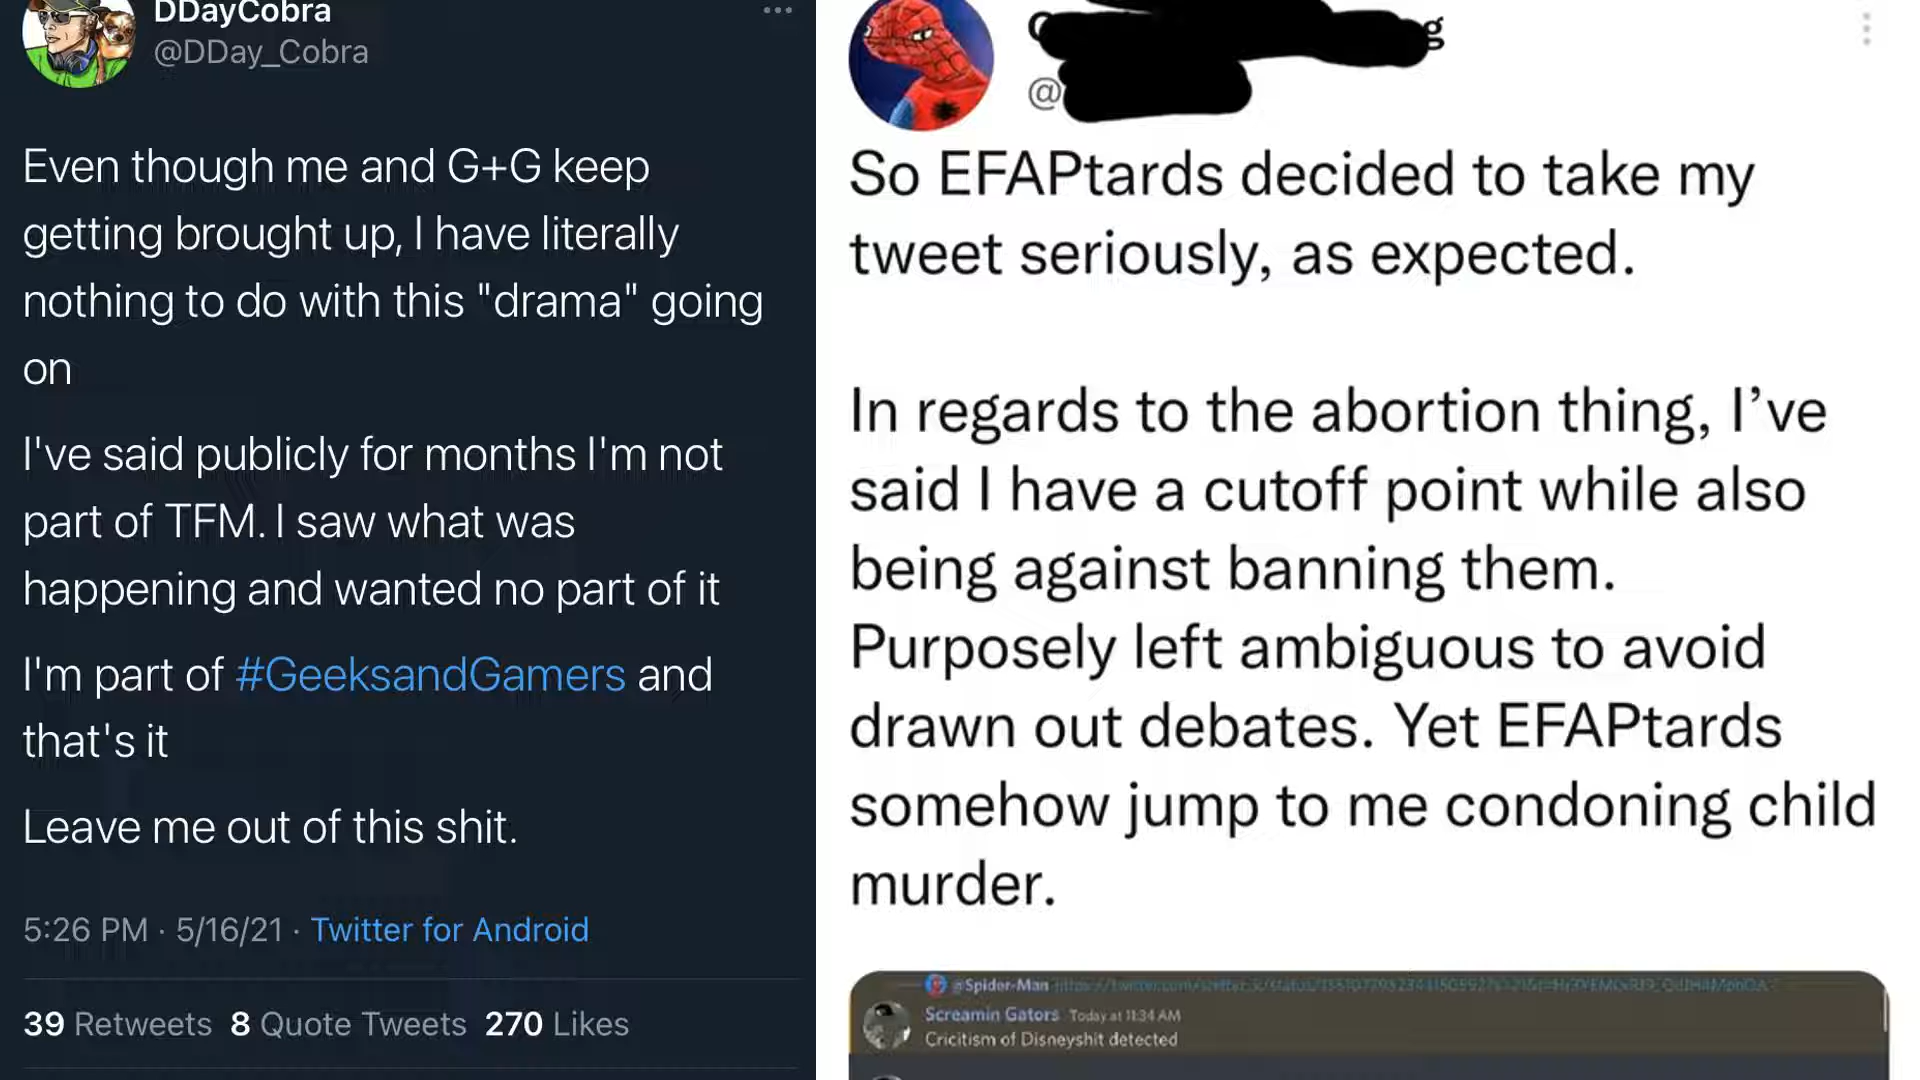 DDayCobra
@DDay_Cobra
Even though me and G+G keep
getting brought up, I have literally
nothing to do with this "drama" going
on
I've said publicly for months I'm not
part of TFM. I saw what was
happening and wanted no part of it
I'm part of #GeeksandGamers and
that's it
Leave me out of this shit.
5:26 PM · 5/16/21 · Twitter for Android
39 Retweets 8 Quote Tweets 270 Likes
g
@
So EFAPtards decided to take my
tweet seriously, as expected.
In regards to the abortion thing, I’ve
said I have a cutoff point while also
being against banning them.
Purposely left ambiguous to avoid
drawn out debates. Yet EFAPtards
somehow jump to me condoning child
murder.
@Spider-Man
Screamin Gators Today at 11:34 AM
Cricitism of Disneyshit detected